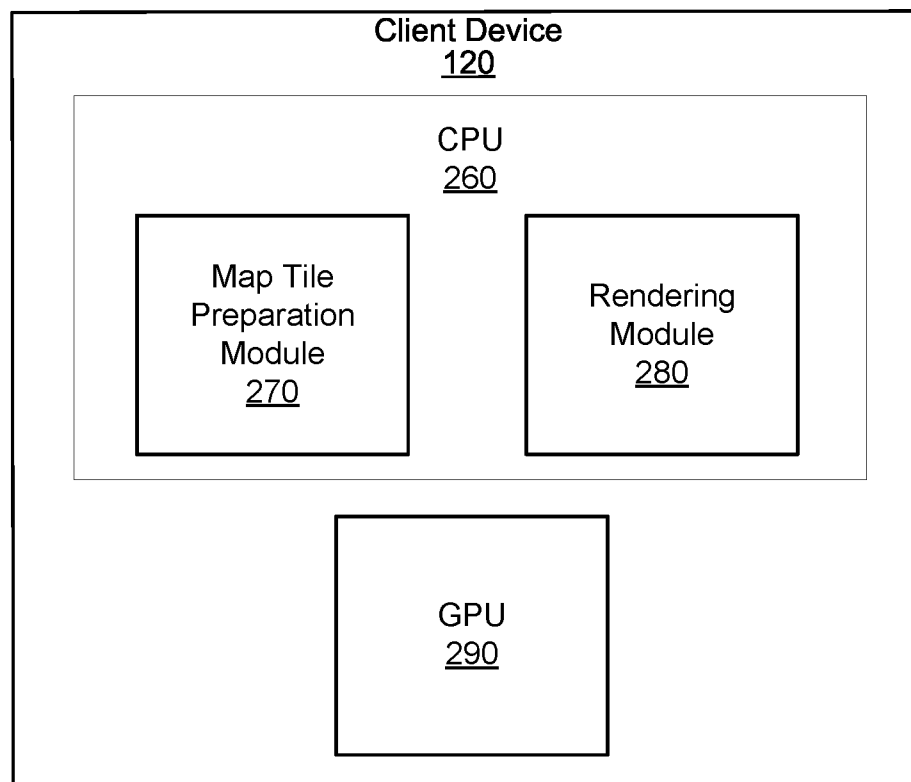 Client Device
120
CPU
260
Map Tile
Preparation
Module
270
Rendering
Module
280
GPU
290